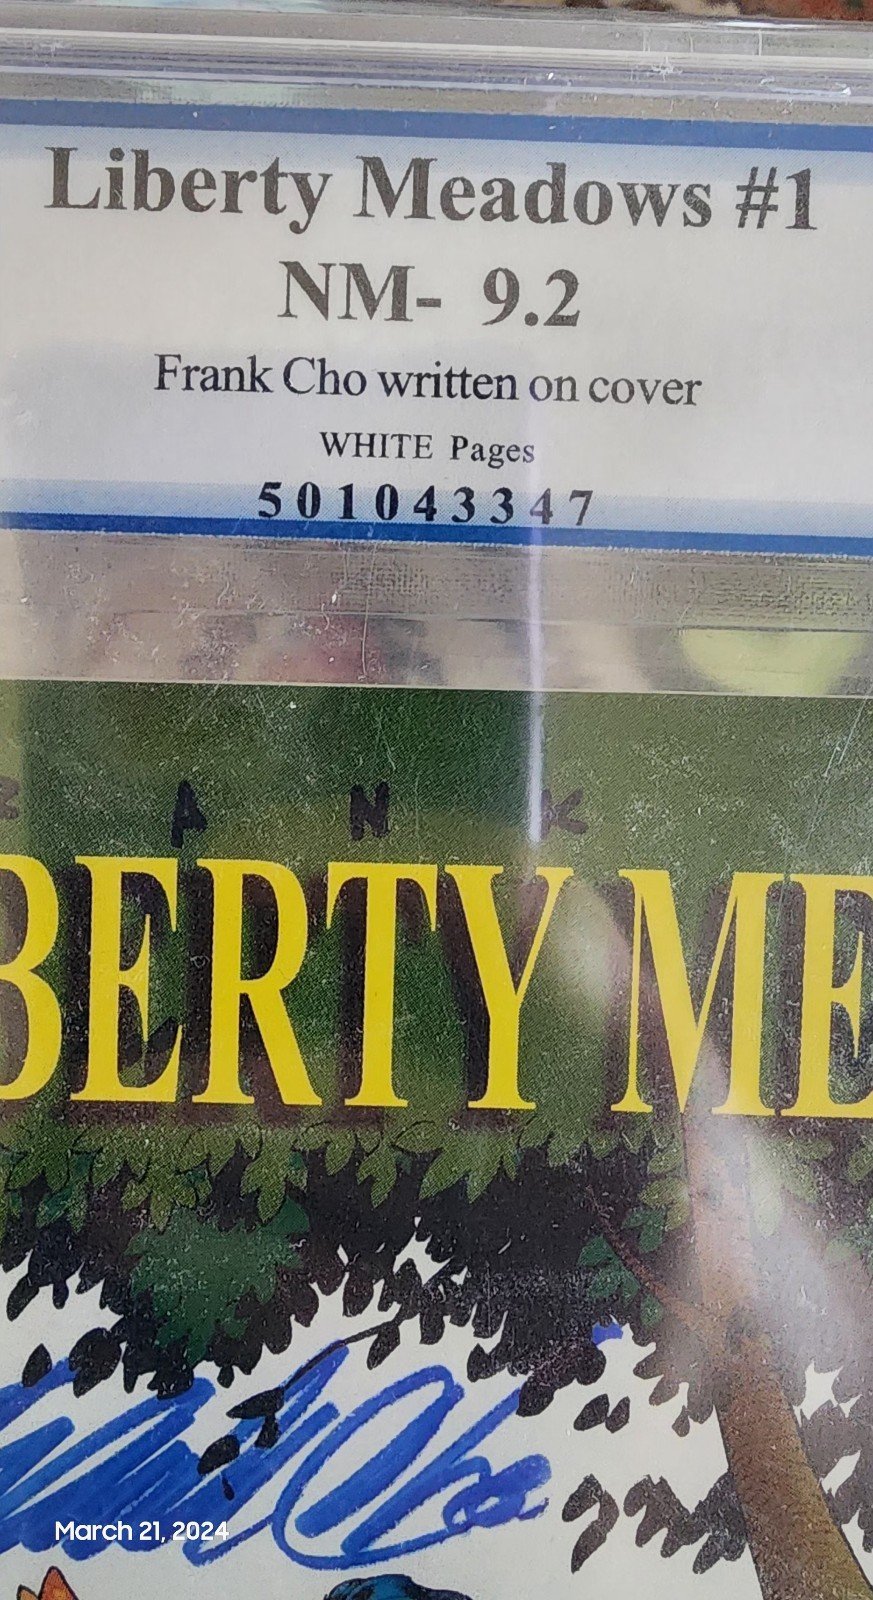 Liberty Meadows #1
NM- 9.2
Frank Cho written on cover
WHITE Pages
501043347
A N K
BERTY ME
March 21, 2024